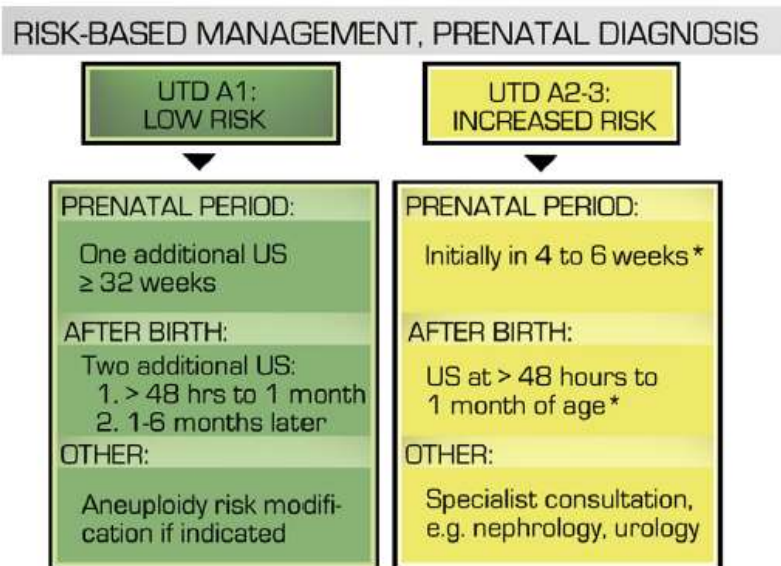 RISK-BASED MANAGEMENT, PRENATAL DIAGNOSIS
UTD A1:
LOW RISK
PRENATAL PERIOD:
One additional US
≥ 32 weeks
AFTER BIRTH:
Two additional US:
1. > 48 hrs to 1 month
2. 1-6 months later
OTHER:
Aneuploidy risk modifi-
cation if indicated
UTD A2-3:
INCREASED RISK
PRENATAL PERIOD:
Initially in 4 to 6 weeks*
AFTER BIRTH:
US at > 48 hours to
1 month of age*
OTHER:
Specialist consultation,
e.g. nephrology, urology